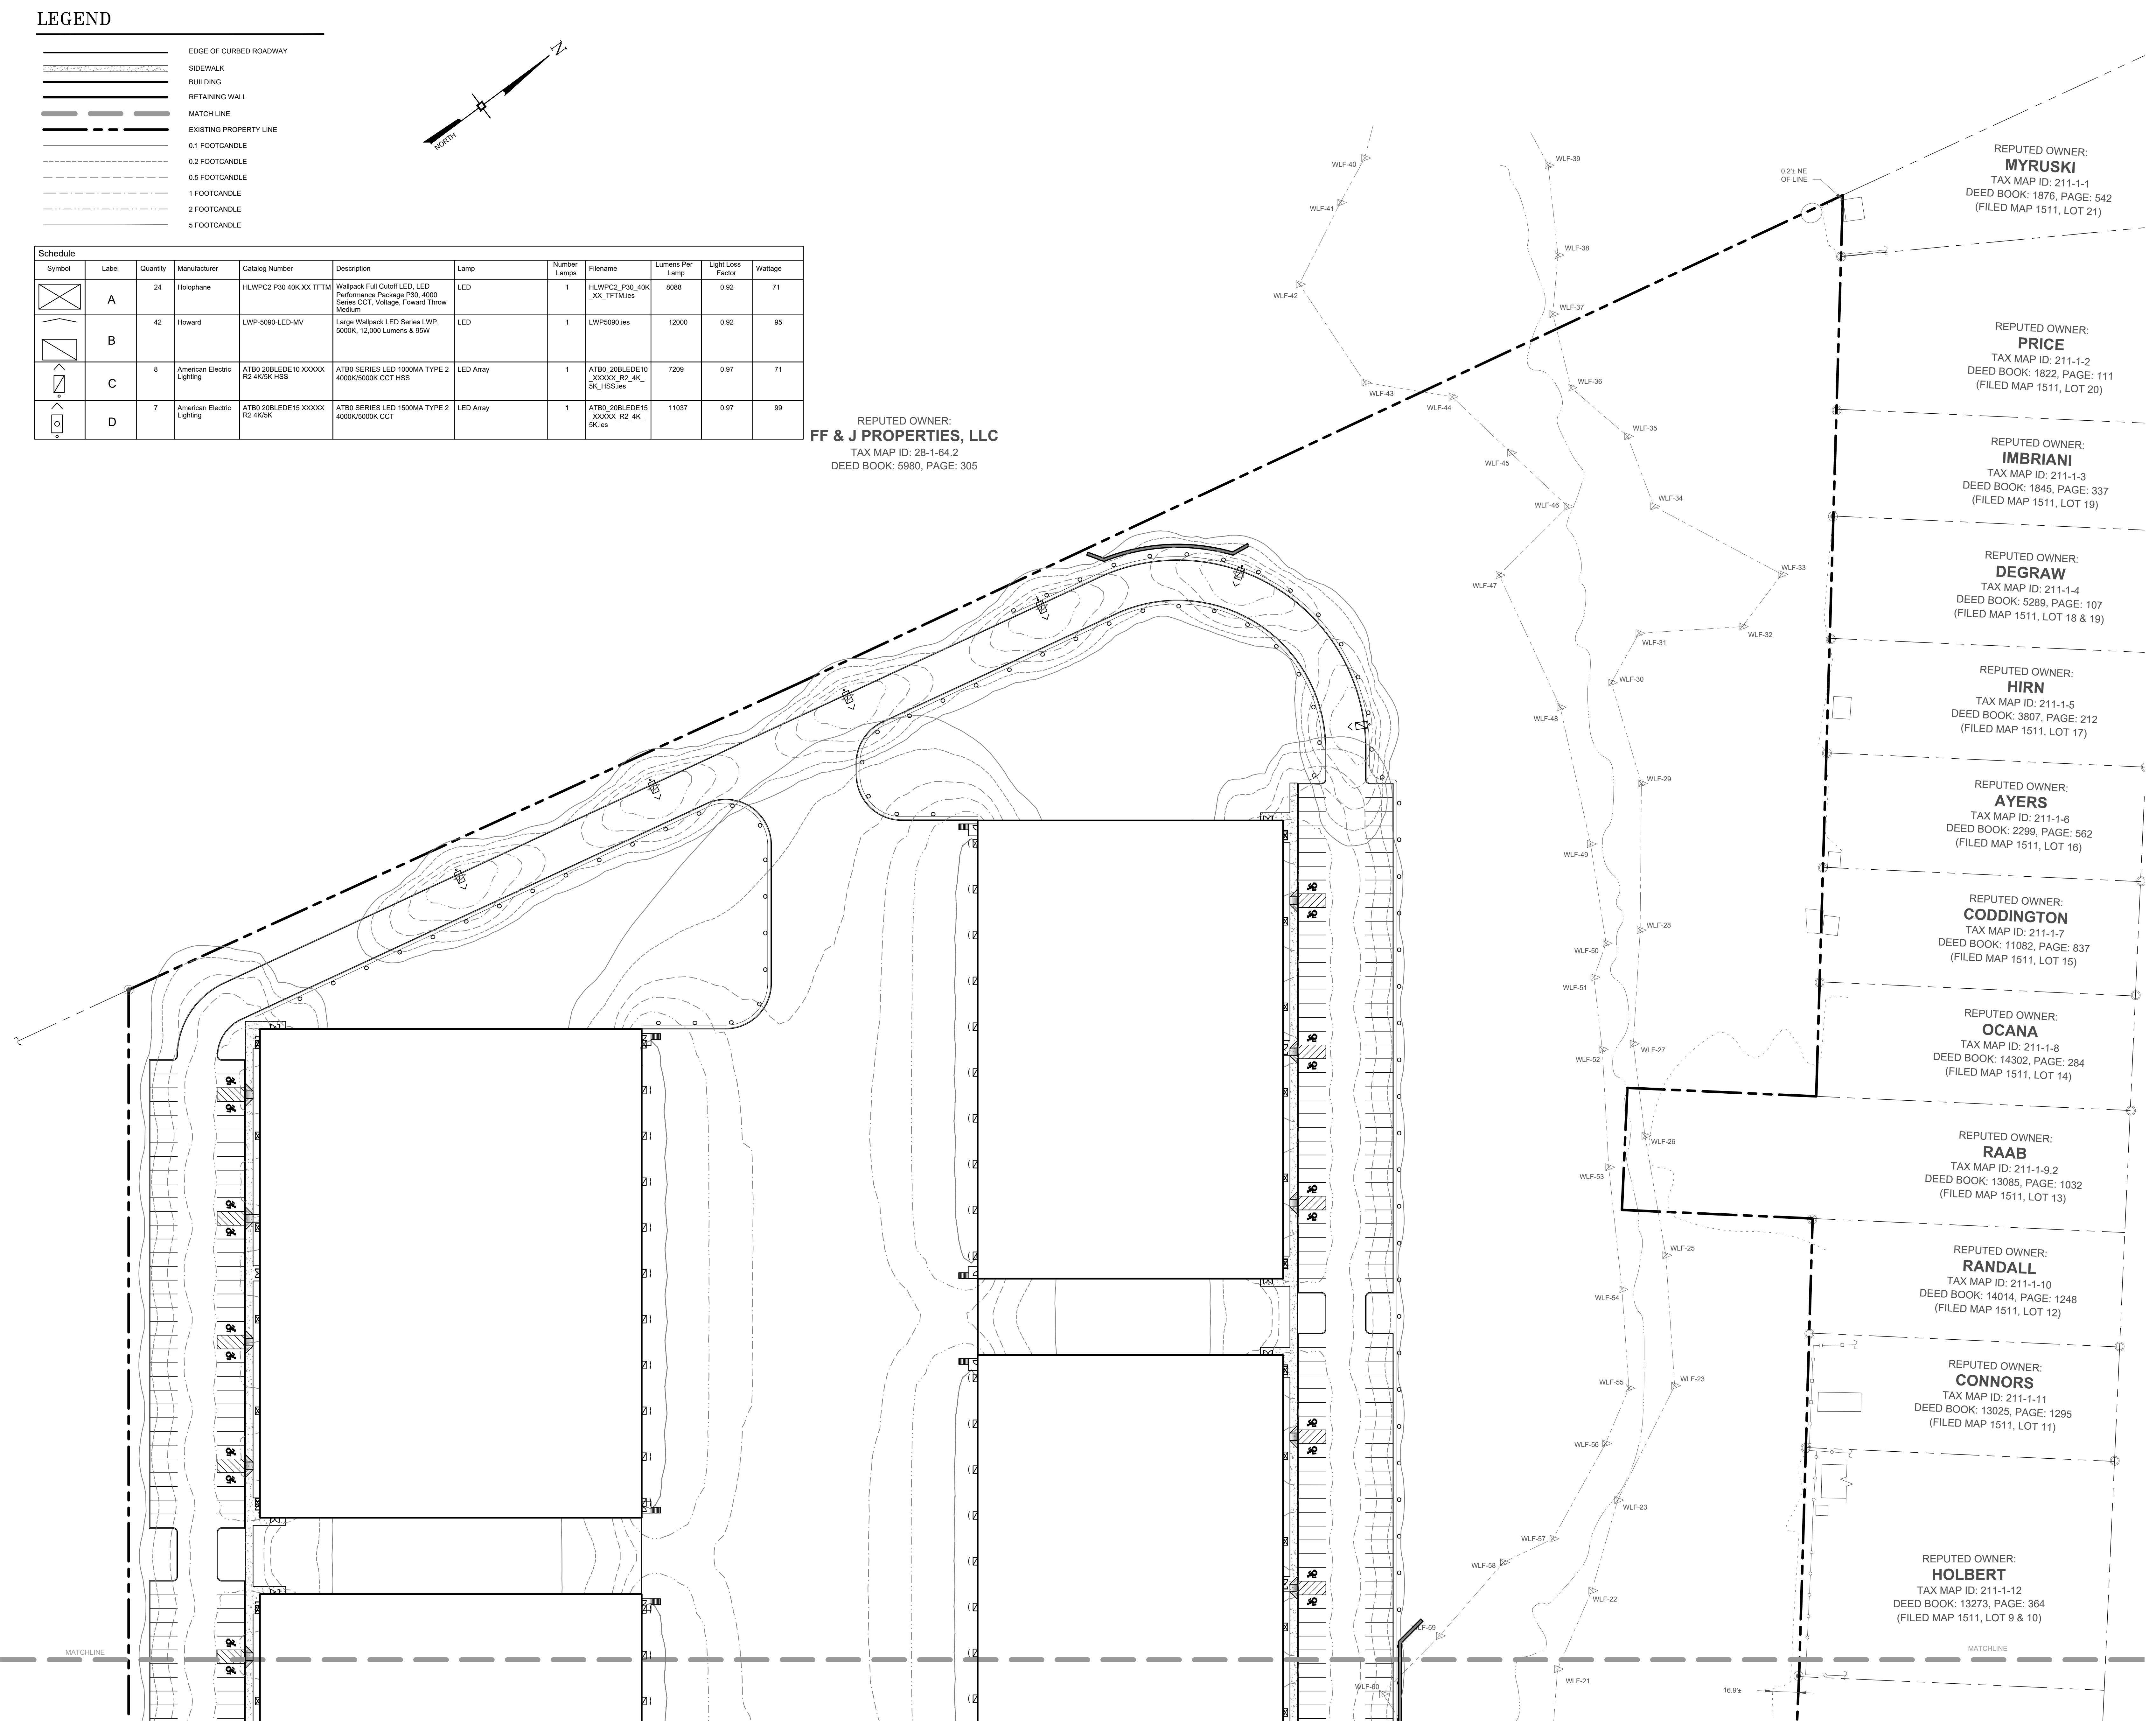 LEGEND
EDGE OF CURBED ROADWAY
SIDEWALK
BUILDING
RETAINING WALL
MATCH LINE
EXISTING PROPERTY LINE
0.1 FOOTCANDLE
0.2 FOOTCANDLE
0.5 FOOTCANDLE
1 FOOTCANDLE
2 FOOTCANDLE
5 FOOTCANDLE
N
NORTH
Schedule
Symbol Label Quantity Manufacturer Catalog Number Description Lamp Number Lamps Filename Lumens Per Lamp Light Loss Factor Wattage
A 24 Holophane HLWPC2 P30 40K XX TFTM Wallpack Full Cutoff LED, LED Performance Package P30, 4000 Series CCT, Voltage, Foward Throw Medium LED 1 HLWPC2_P30_40K_XX_TFTM.ies 8088 0.92 71
B 42 Howard LWP-5090-LED-MV Large Wallpack LED Series LWP, 5000K, 12,000 Lumens & 95W LED 1 LWP5090.ies 12000 0.92 95
C 8 American Electric Lighting ATB0 20BLEDE10 XXXXX R2 4K/5K HSS ATB0 SERIES LED 1000MA TYPE 2 4000K/5000K CCT HSS LED Array 1 ATB0_20BLEDE10_XXXXX_R2_4K_5K_HSS.ies 7209 0.97 71
D 7 American Electric Lighting ATB0 20BLEDE15 XXXXX R2 4K/5K ATB0 SERIES LED 1500MA TYPE 2 4000K/5000K CCT LED Array 1 ATB0_20BLEDE15_XXXXX_R2_4K_5K.ies 11037 0.97 99
REPUTED OWNER:
FF & J PROPERTIES, LLC
TAX MAP ID: 28-1-64.2
DEED BOOK: 5980, PAGE: 305
WLF-40
WLF-41
WLF-42
WLF-43
WLF-44
WLF-45
WLF-46
WLF-47
WLF-48
WLF-49
WLF-50
WLF-51
WLF-52
WLF-53
WLF-54
WLF-55
WLF-56
WLF-57
WLF-58
LF-59
WLF-60
WLF-39
WLF-38
WLF-37
WLF-36
WLF-35
WLF-34
WLF-33
WLF-32
WLF-31
WLF-30
WLF-29
WLF-28
WLF-27
WLF-26
WLF-25
WLF-23
WLF-23
WLF-22
WLF-21
0.2'± NE
OF LINE
REPUTED OWNER:
MYRUSKI
TAX MAP ID: 211-1-1
DEED BOOK: 1876, PAGE: 542
(FILED MAP 1511, LOT 21)
REPUTED OWNER:
PRICE
TAX MAP ID: 211-1-2
DEED BOOK: 1822, PAGE: 111
(FILED MAP 1511, LOT 20)
REPUTED OWNER:
IMBRIANI
TAX MAP ID: 211-1-3
DEED BOOK: 1845, PAGE: 337
(FILED MAP 1511, LOT 19)
REPUTED OWNER:
DEGRAW
TAX MAP ID: 211-1-4
DEED BOOK: 5289, PAGE: 107
(FILED MAP 1511, LOT 18 & 19)
REPUTED OWNER:
HIRN
TAX MAP ID: 211-1-5
DEED BOOK: 3807, PAGE: 212
(FILED MAP 1511, LOT 17)
REPUTED OWNER:
AYERS
TAX MAP ID: 211-1-6
DEED BOOK: 2299, PAGE: 562
(FILED MAP 1511, LOT 16)
REPUTED OWNER:
CODDINGTON
TAX MAP ID: 211-1-7
DEED BOOK: 11082, PAGE: 837
(FILED MAP 1511, LOT 15)
REPUTED OWNER:
OCANA
TAX MAP ID: 211-1-8
DEED BOOK: 14302, PAGE: 284
(FILED MAP 1511, LOT 14)
REPUTED OWNER:
RAAB
TAX MAP ID: 211-1-9.2
DEED BOOK: 13085, PAGE: 1032
(FILED MAP 1511, LOT 13)
REPUTED OWNER:
RANDALL
TAX MAP ID: 211-1-10
DEED BOOK: 14014, PAGE: 1248
(FILED MAP 1511, LOT 12)
REPUTED OWNER:
CONNORS
TAX MAP ID: 211-1-11
DEED BOOK: 13025, PAGE: 1295
(FILED MAP 1511, LOT 11)
REPUTED OWNER:
HOLBERT
TAX MAP ID: 211-1-12
DEED BOOK: 13273, PAGE: 364
(FILED MAP 1511, LOT 9 & 10)
MATCHLINE
MATCHLINE
16.9'±